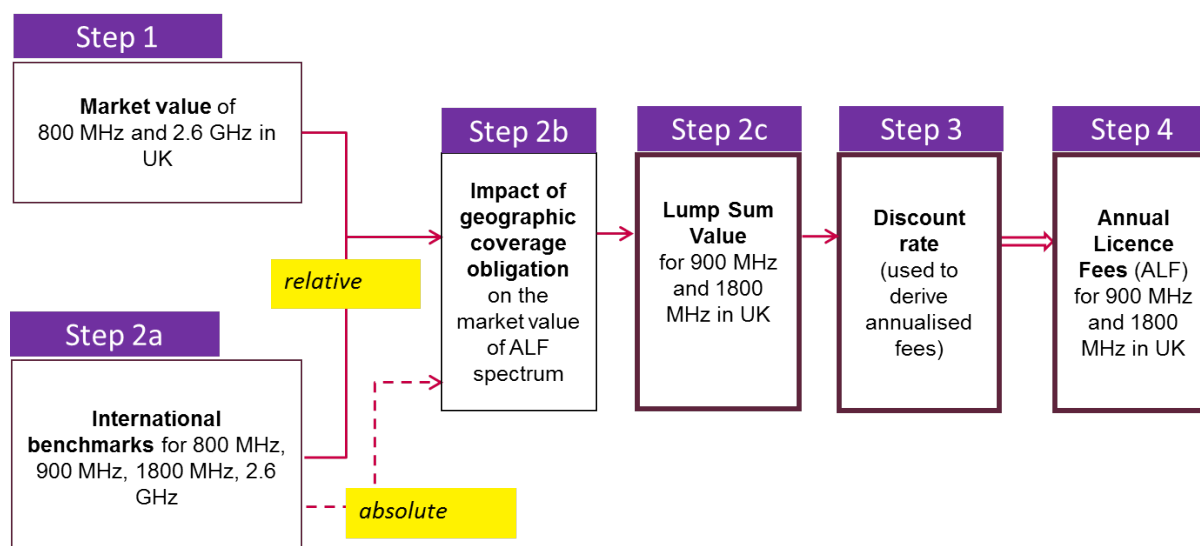 Step 1
Market value of
800 MHz and 2.6 GHz in
UK
relative
Step 2a
International
benchmarks for 800 MHz,
900 MHz, 1800 MHz, 2.6
GHz
absolute
Step 2b
Impact of
geographic
coverage
obligation
on the
market value
of ALF
spectrum
Step 2c
Lump Sum
Value
for 900 MHz
and 1800
MHz in UK
Step 3
Discount
rate
(used to
derive
annualised
fees)
Step 4
Annual
Licence
Fees (ALF)
for 900 MHz
and 1800
MHz in UK